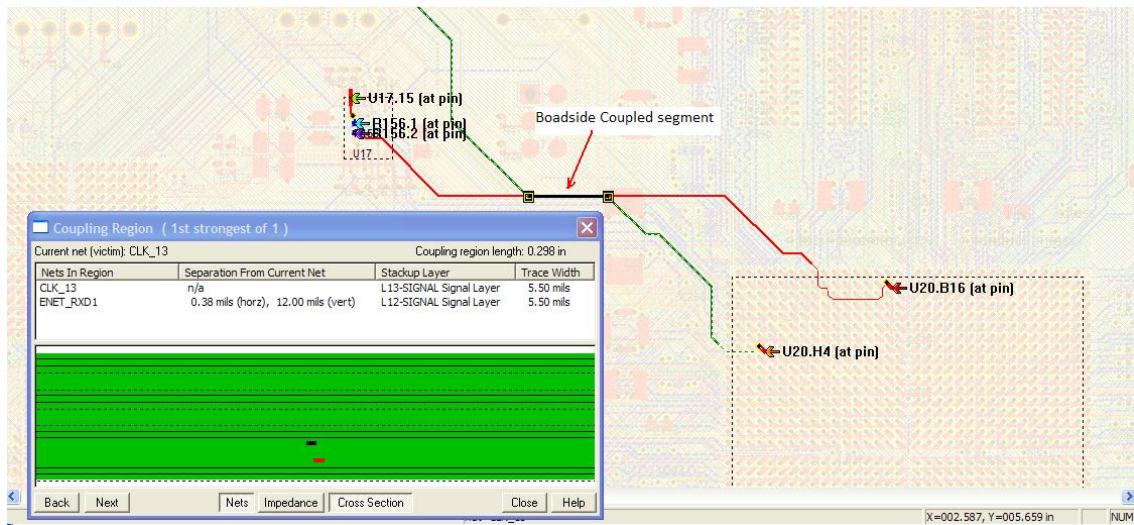 U17.15 (at pin)
R156.1 (at pin)
R156.2 (at pin)
U17
Boadside Coupled segment
Coupling Region ( 1st strongest of 1 )
Current net (victim): CLK_13 Coupling region length: 0.298 in
Nets In Region Separation From Current Net Stackup Layer Trace Width
CLK_13 n/a L13-SIGNAL Signal Layer 5.50 mils
ENET_RXD1 0.38 mils (horz), 12.00 mils (vert) L12-SIGNAL Signal Layer 5.50 mils
U20.B16 (at pin)
U20.H4 (at pin)
Back Next Nets Impedance Cross Section Close Help
X=002.587, Y=005.659 in NUM